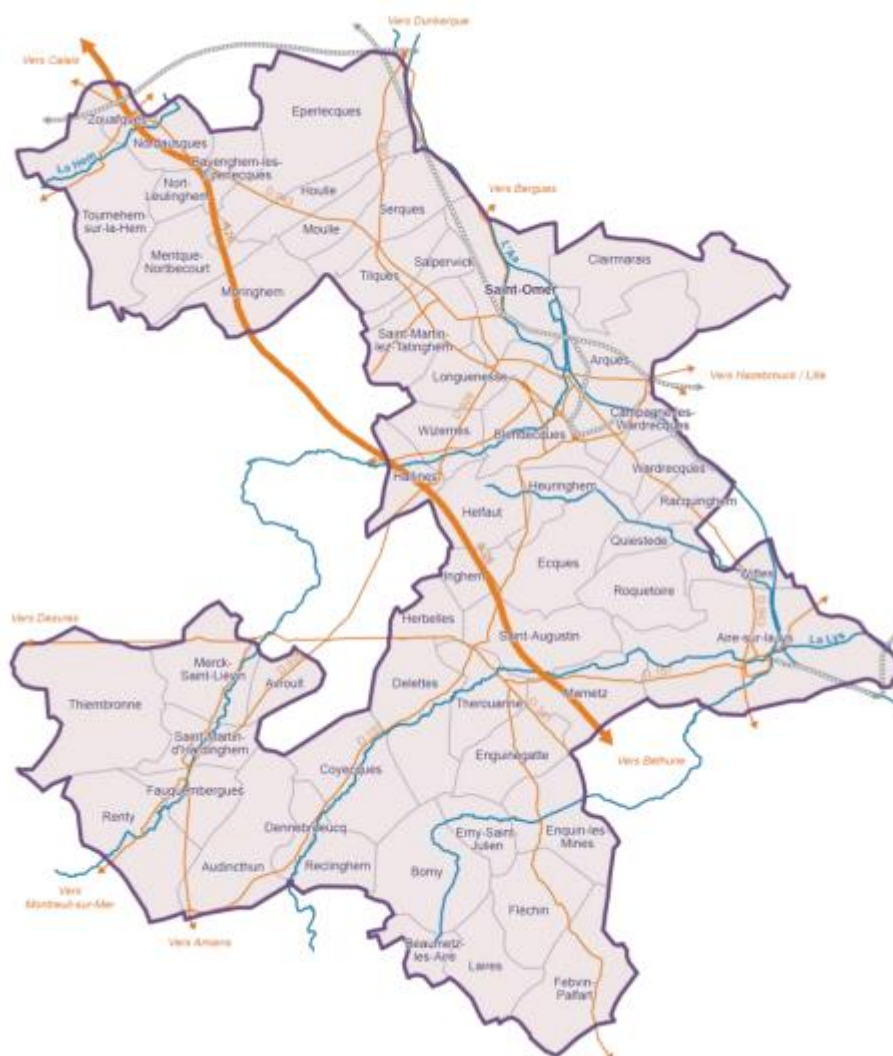 Vers Dunkerque
Vers Calais
Eperlecques
Zouafques
Nordausques
La Hem
Bayenghem-les-
Eperlecques
Nort-
Leulinghem
Houlle
Moulle
Serques
Vers Bergues
Tournehem
sur-la-Hem
Mentque-
Nortbecourt
Moringhem
Salperwick
Tilques
L'Aa
Clairmarais
Saint-Omer
Saint-Martin-
lez-Tatinghem
Longuenesse
Arques
Vers Hazebrouck / Lille
Campagne-les-
Wardrecques
Wizernes
Blendecques
Wardrecques
Hallines
Heuringhem
Racquinghem
Helfaut
Quiestede
Ecques
Wittes
Inghem
Roquetoire
Herbelles
Saint-Augustin
Aire-sur-la-Lys
La Lys
Vers Desvres
Merck-
Saint-Liévin
Avroult
Thiembronne
Delettes
Therouanne
Mametz
Saint-Martin-
d'Hardinghem
Enguinegatte
Vers Béthune
Coyecques
Fauquembergues
Renty
Dennebroeucq
Erny-Saint-
Julien
Enquin-les
Mines
Audincthun
Reclinghem
Bomy
Vers
Montreuil-sur-Mer
Fléchin
Vers Amiens
Beaumetz-
les-Aire
Laires
Febvin-
Palfart